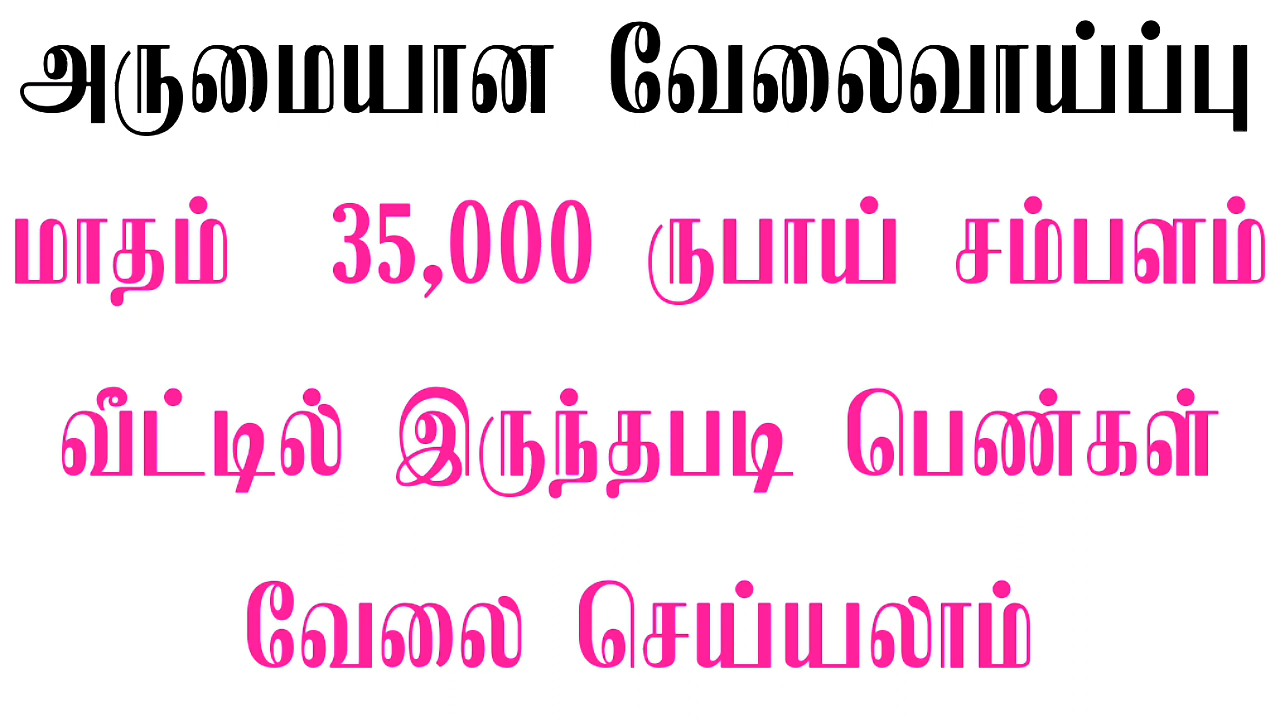 அருமையான வேலைவாய்ப்பு
மாதம் 35,000 ருபாய் சம்பளம்
வீட்டில் இருந்தபடி பெண்கள்
வேலை செய்யலாம்